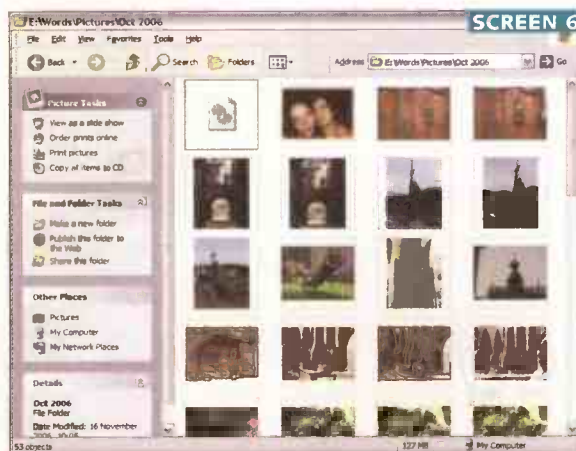 E:\Words\Pictures\Oct 2006
SCREEN 6
File Edit View Favorites Tools Help
Back Search Folders Address E:\Words\Pictures\Oct 2006 Go
Picture Tasks
View as a slide show
Order prints online
Print pictures
Copy all items to CD
File and Folder Tasks
Make a new folder
Publish this folder to
the Web
Share this folder
Other Places
Pictures
My Computer
My Network Places
Details
Oct 2006
File Folder
Date Modified: 16 November
2006, 10:05
53 objects 127 MB My Computer